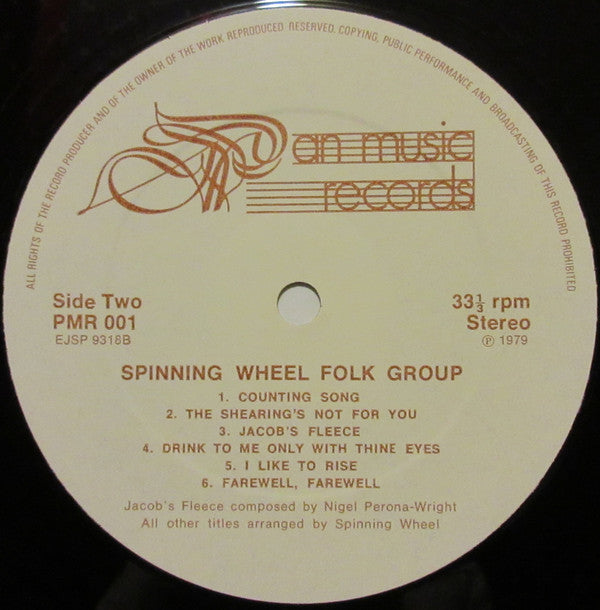 ALL RIGHTS OF THE RECORD PRODUCER AND OF THE OWNER OF THE WORK REPRODUCED RESERVED. COPYING, PUBLIC PERFORMANCE AND BROADCASTING OF THIS RECORD PROHIBITED
Pan music
records
Side Two
PMR 001
EJSP 9318B
33⅓ rpm
Stereo
℗ 1979
SPINNING WHEEL FOLK GROUP
1. COUNTING SONG
2. THE SHEARING'S NOT FOR YOU
3. JACOB'S FLEECE
4. DRINK TO ME ONLY WITH THINE EYES
5. I LIKE TO RISE
6. FAREWELL, FAREWELL
Jacob's Fleece composed by Nigel Perona-Wright
All other titles arranged by Spinning Wheel